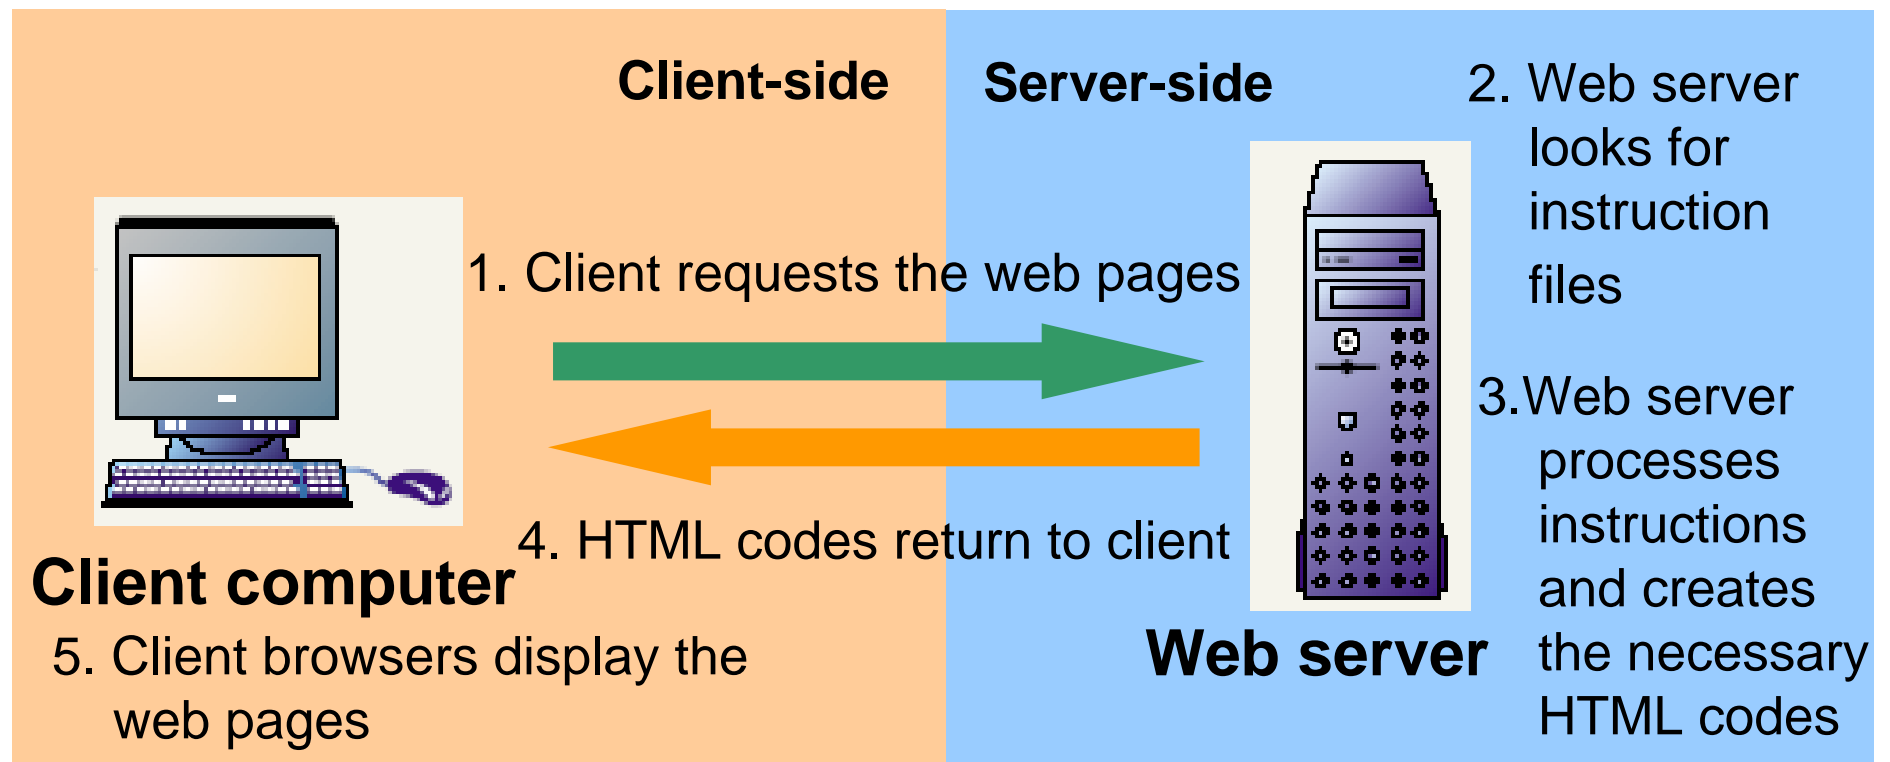 Client-side
Server-side
1. Client requests the web pages
2. Web server
looks for
instruction
files
3.Web server
processes
instructions
and creates
the necessary
HTML codes
4. HTML codes return to client
Client computer
Web server
5. Client browsers display the
web pages